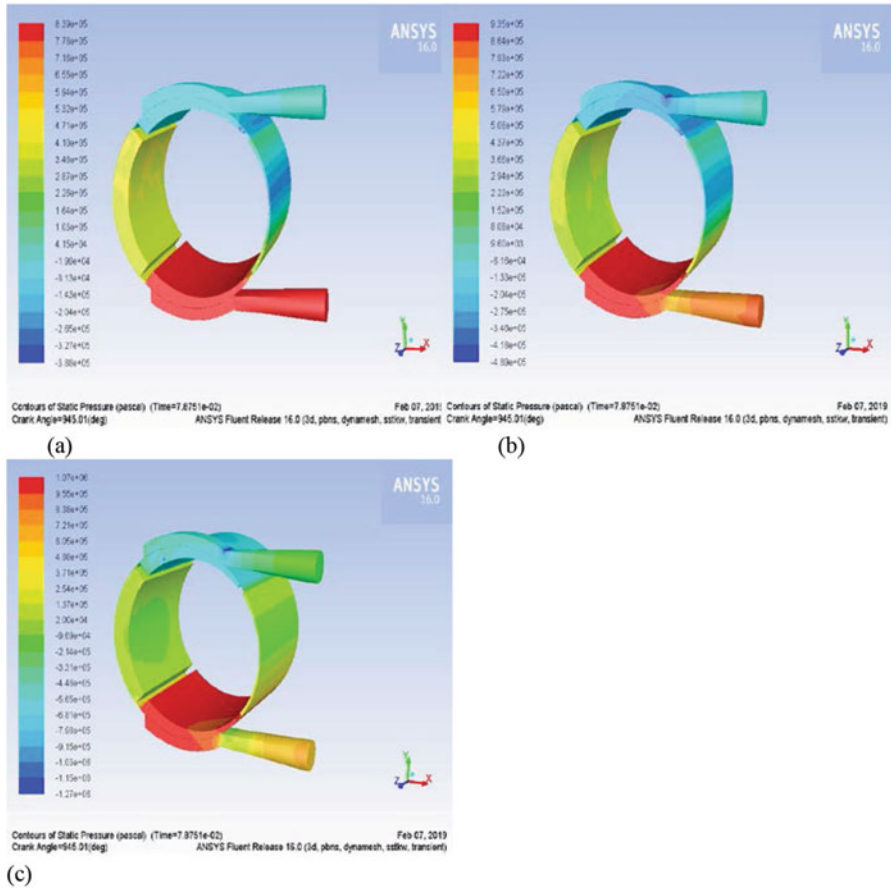 8.39e+05
7.78e+05
7.16e+05
6.55e+05
5.94e+05
5.32e+05
4.71e+05
4.10e+05
3.48e+05
2.87e+05
2.26e+05
1.64e+05
1.03e+05
4.15e+04
-1.99e+04
-8.13e+04
-1.43e+05
-2.04e+05
-2.65e+05
-3.27e+05
-3.88e+05
ANSYS
16.0
Y
Z
X
Contours of Static Pressure (pascal) (Time=7.8751e-02)
Feb 07, 201
Crank Angle=945.01(deg)
ANSYS Fluent Release 16.0 (3d, pbns, dynamesh, sstkw, transient
(a)
9.35e+05
8.64e+05
7.93e+05
7.22e+05
6.50e+05
5.79e+05
5.08e+05
4.37e+05
3.65e+05
2.94e+05
2.23e+05
1.52e+05
8.08e+04
9.60e+03
-6.16e+04
-1.33e+05
-2.04e+05
-2.75e+05
-3.46e+05
-4.18e+05
-4.89e+05
ANSYS
16.0
Y
Z
X
Contours of Static Pressure (pascal) (Time=7.8751e-02)
Feb 07, 2019
Crank Angle=945.01(deg)
ANSYS Fluent Release 16.0 (3d, pbns, dynamesh, sstkw, transient)
(b)
1.07e+06
9.55e+05
8.38e+05
7.21e+05
6.05e+05
4.88e+05
3.71e+05
2.54e+05
1.37e+05
2.00e+04
-9.69e+04
-2.14e+05
-3.31e+05
-4.48e+05
-5.65e+05
-6.81e+05
-7.98e+05
-9.15e+05
-1.03e+06
-1.15e+06
-1.27e+06
ANSYS
16.0
Y
Z
X
Contours of Static Pressure (pascal) (Time=7.8751e-02)
Feb 07, 2019
Crank Angle=945.01(deg)
ANSYS Fluent Release 16.0 (3d, pbns, dynamesh, sstkw, transient)
(c)